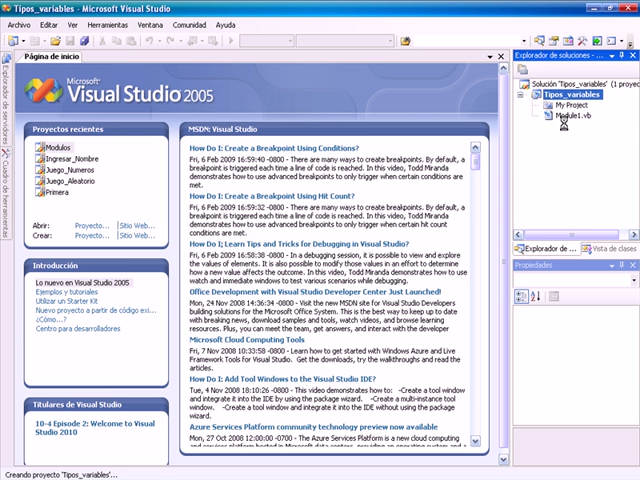 Tipos_variables - Microsoft Visual Studio
Archivo Editar Ver Herramientas Ventana Comunidad Ayuda
Explorador de servidores
Cuadro de herramientas
Página de inicio
Microsoft
Visual Studio 2005
Proyectos recientes
Modulos
Ingresar_Nombre
Juego_Numeros
Juego_Aleatorio
Primera
Abrir: Proyecto... |Sitio Web...
Crear: Proyecto... |Sitio Web...
Introducción
Lo nuevo en Visual Studio 2005
Ejemplos y tutoriales
Utilizar un Starter Kit
Nuevo proyecto a partir de código exi...
¿Cómo...?
Centro para desarrolladores
Titulares de Visual Studio
10-4 Episode 2: Welcome to Visual
Studio 2010
MSDN: Visual Studio
How Do I: Create a Breakpoint Using Conditions?
Fri, 6 Feb 2009 16:59:40 -0800 - There are many ways to create breakpoints. By default, a
breakpoint is triggered each time a line of code is reached. In this video, Todd Miranda
demonstrates how to use advanced breakpoints to only trigger when certain conditions are
met.
How Do I: Create a Breakpoint Using Hit Count?
Fri, 6 Feb 2009 16:59:32 -0800 - There are many ways to create breakpoints. By default, a
breakpoint is triggered each time a line of code is reached. In this video, Todd Miranda
demonstrates how to use advanced breakpoints to only trigger when certain hit count
conditions are met.
How Do I; Learn Tips and Tricks for Debugging in Visual Studio?
Fri, 6 Feb 2009 16:58:38 -0800 - In a debugging session, it is possible to view and explore
the values of elements. It is also possible to modify those values in an effort to determine
how a new value affects the outcome. In this video, Todd Miranda demonstrates how to use
watch and immediate windows to test various scenarios while debugging.
Office Development with Visual Studio Developer Center Just Launched!
Mon, 24 Nov 2008 14:36:34 -0800 - Visit the new MSDN site for Visual Studio Developers
building solutions for the Microsoft Office System. This is the best way to keep up to date
with breaking news, download samples and tools, watch videos, and browse learning
resources. Plus, you can meet the team, get answers, and interact with the developer
Microsoft Cloud Computing Tools
Fri, 7 Nov 2008 10:33:58 -0800 - Learn how to get started with Windows Azure and Live
Framework Tools for Visual Studio. Get the downloads, try the walkthroughs and read the
articles.
How Do I: Add Tool Windows to the Visual Studio IDE?
Tue, 4 Nov 2008 18:10:26 -0800 - This video demonstrates how to: -Create a tool window
and integrate it into the IDE by using the package wizard. -Create a multi-instance tool
window. -Create a tool window and integrate it into the IDE without using the package
wizard.
Azure Services Platform community technology preview now available
Mon, 27 Oct 2008 12:00:00 -0700 - The Azure Services Platform is a new cloud computing
Explorador de soluciones -
Solución 'Tipos_variables' (1 proyec
Tipos_variables
My Project
Module1.vb
Explorador de ... Vista de clases
Propiedades
Creando proyecto 'Tipos_variables'...